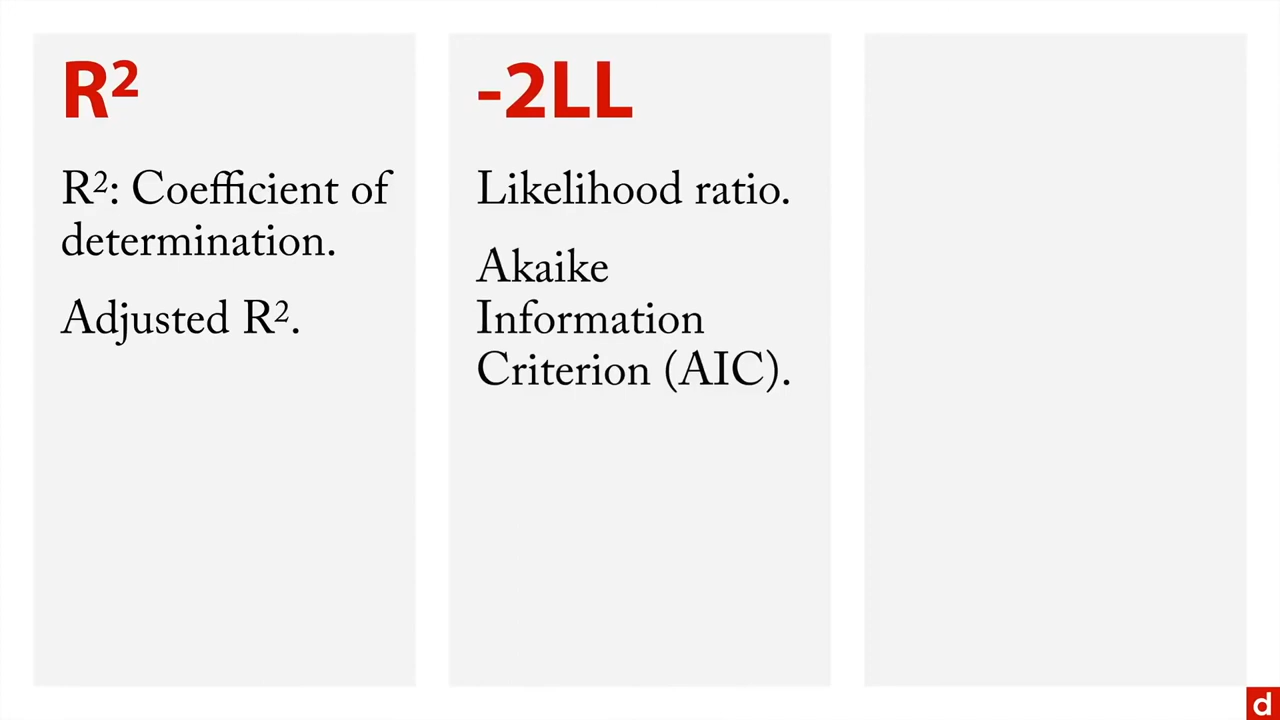 R²
R²: Coefficient of
determination.
Adjusted R².
-2LL
Likelihood ratio.
Akaike
Information
Criterion (AIC).
d